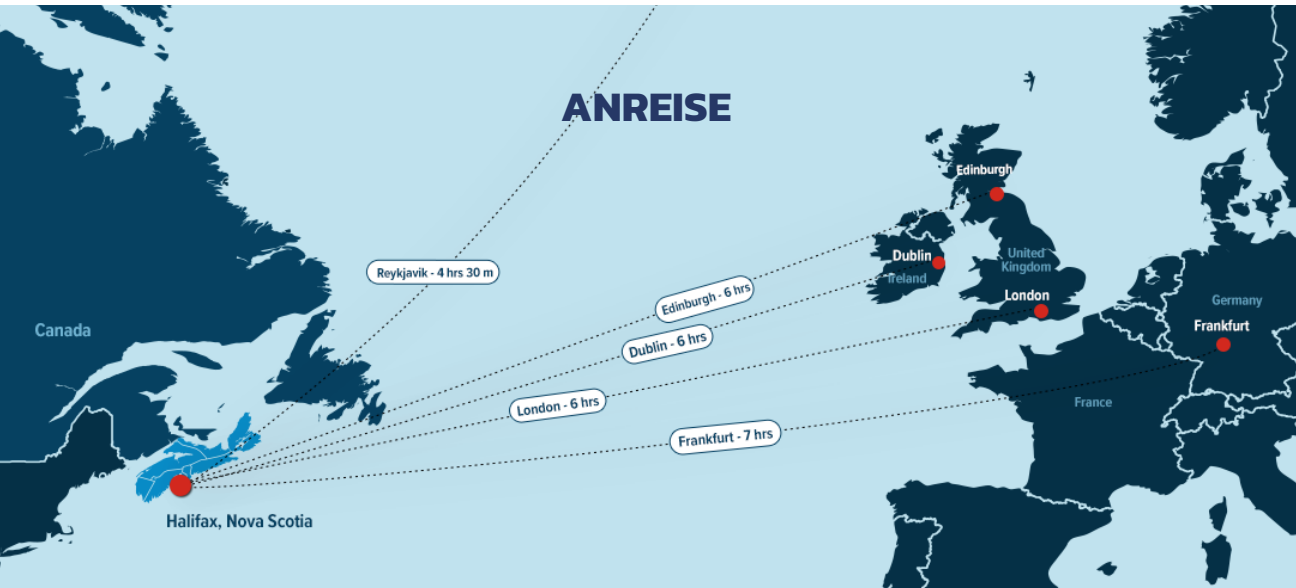 ANREISE
Edinburgh
Reykjavik - 4 hrs 30 m
Dublin
Ireland
United
Kingdom
Edinburgh - 6 hrs
London
Germany
Frankfurt
Canada
Dublin - 6 hrs
London - 6 hrs
France
Frankfurt - 7 hrs
Halifax, Nova Scotia